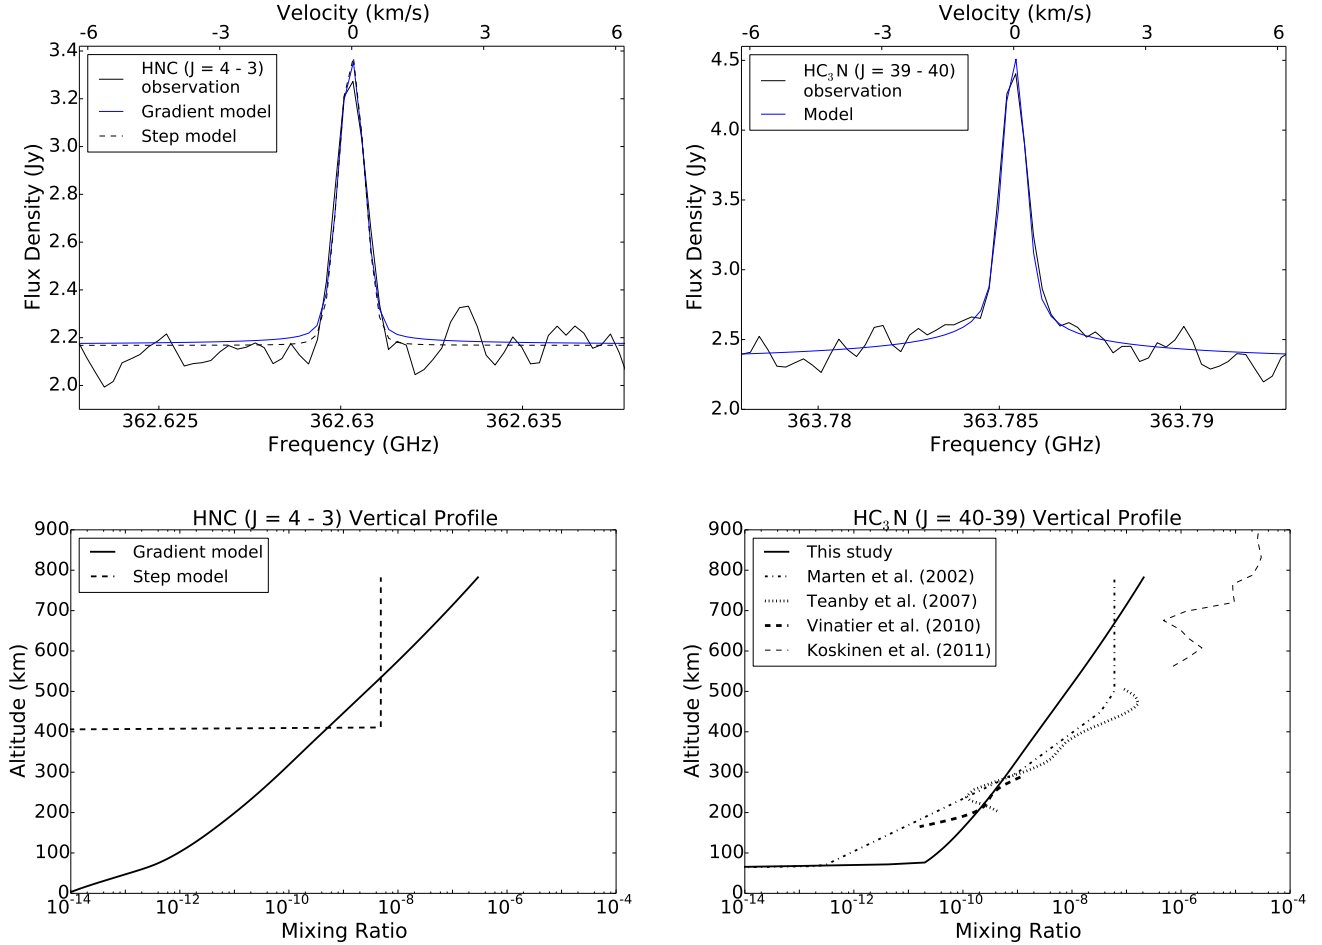 Velocity (km/s)
-6 -3 0 3 6
3.4
3.2
3.0
2.8
2.6
2.4
2.2
2.0
Flux Density (Jy)
HNC (J = 4 - 3)
observation
Gradient model
Step model
362.625 362.63 362.635
Frequency (GHz)
Velocity (km/s)
-6 -3 0 3 6
4.5
4.0
3.5
3.0
2.5
2.0
Flux Density (Jy)
HC₃N (J = 39 - 40)
observation
Model
363.78 363.785 363.79
Frequency (GHz)
HNC (J = 4 - 3) Vertical Profile
900
800
700
600
500
400
300
200
100
0
Altitude (km)
Gradient model
Step model
10⁻¹⁴ 10⁻¹² 10⁻¹⁰ 10⁻⁸ 10⁻⁶ 10⁻⁴
Mixing Ratio
HC₃N (J = 40-39) Vertical Profile
900
800
700
600
500
400
300
200
100
0
Altitude (km)
This study
Marten et al. (2002)
Teanby et al. (2007)
Vinatier et al. (2010)
Koskinen et al. (2011)
10⁻¹⁴ 10⁻¹² 10⁻¹⁰ 10⁻⁸ 10⁻⁶ 10⁻⁴
Mixing Ratio